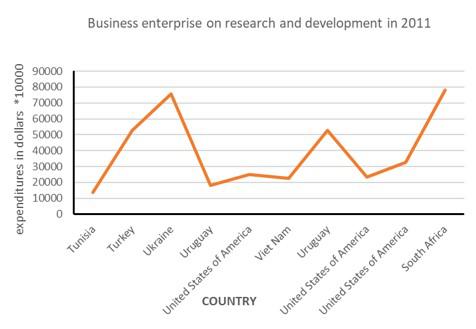 Business enterprise on research and development in 2011
expenditures in dollars *10000
90000
80000
70000
60000
50000
40000
30000
20000
10000
0
Tunisia
Turkey
Ukraine
Uruguay
United States of America
Viet Nam
Uruguay
United States of America
United States of America
South Africa
COUNTRY